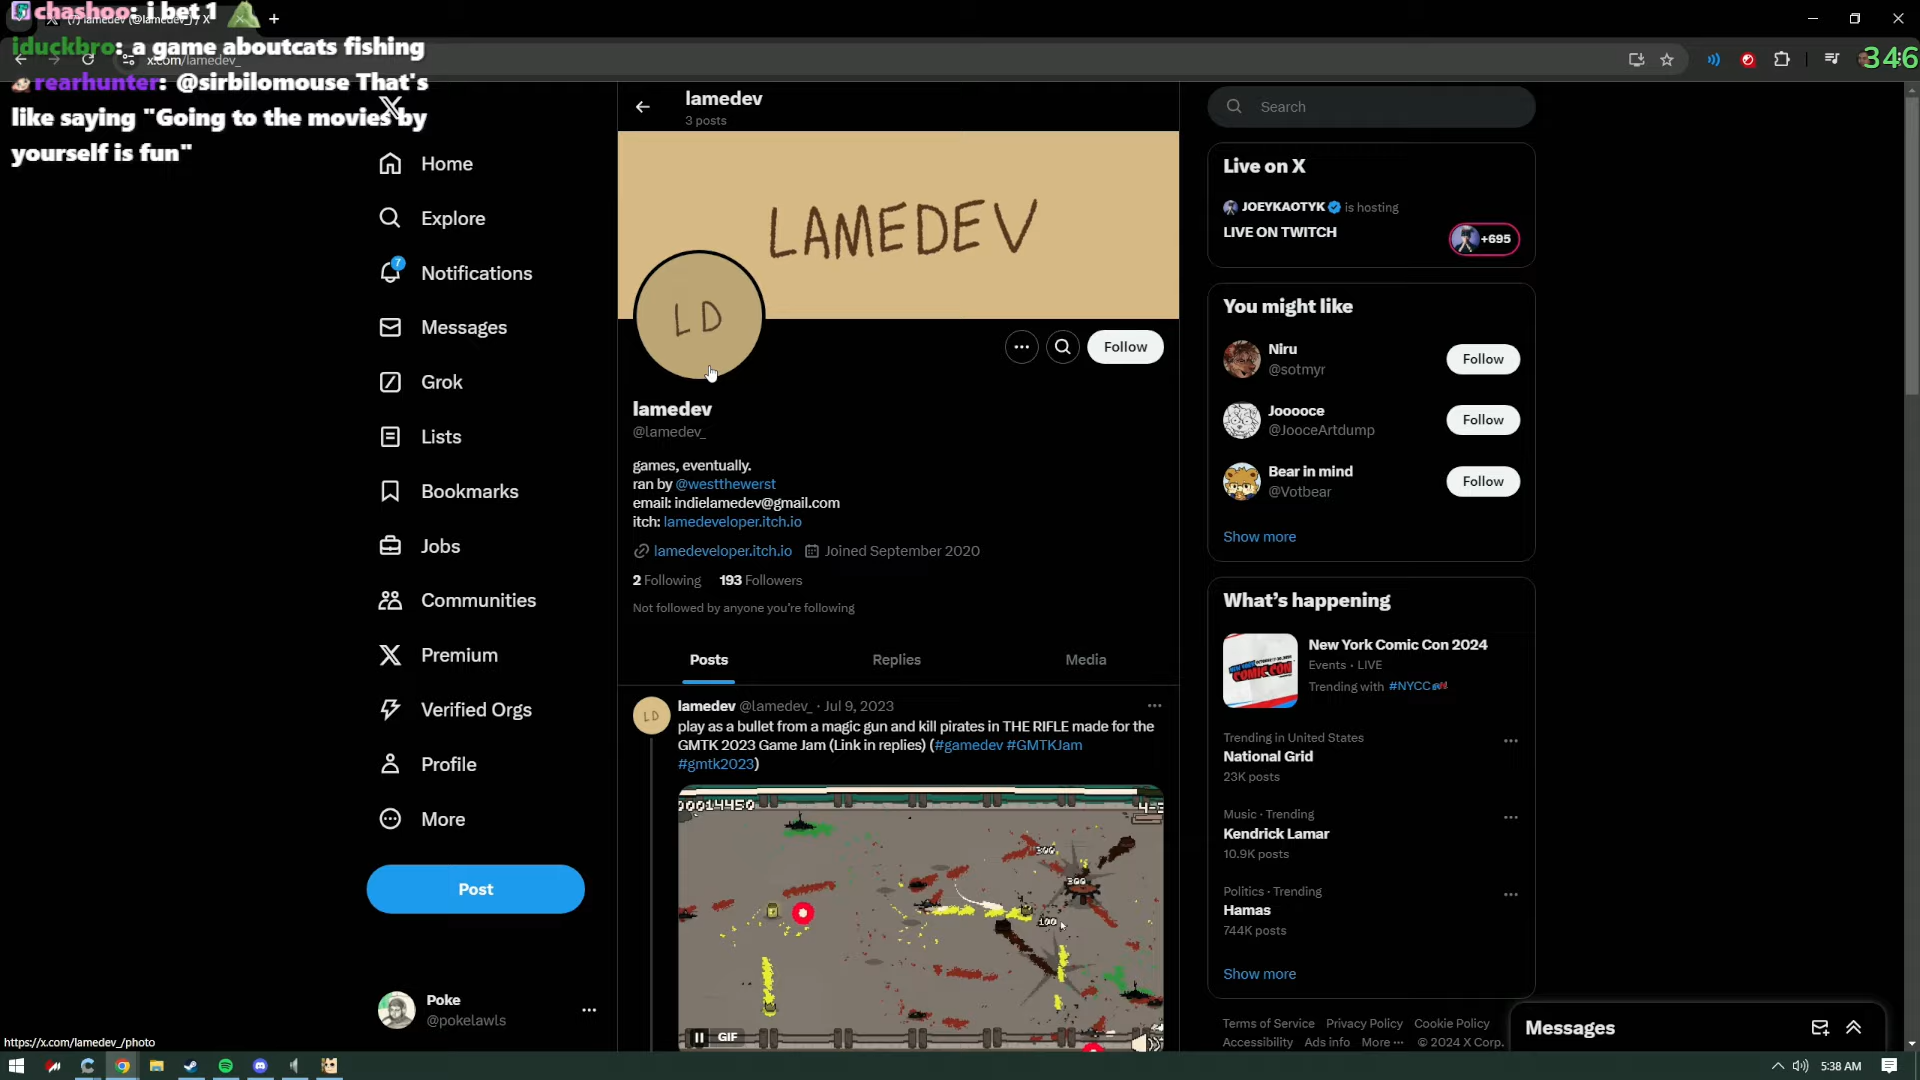 chashoo: i bet 1
iduckbro: a game aboutcats fishing
rearhunter: @sirbilomouse That's
like saying "Going to the movies by
yourself is fun"
x.com/lamedev_
346
Home
Explore
7
Notifications
Messages
Grok
Lists
Bookmarks
Jobs
Communities
Premium
Verified Orgs
Profile
More
Post
Poke
@pokelawls
lamedev
3 posts
LAMEDEV
LD
Follow
lamedev
@lamedev_
games, eventually.
ran by @westthewerst
email: indielamedev@gmail.com
itch: lamedeveloper.itch.io
lamedeveloper.itch.io Joined September 2020
2 Following 193 Followers
Not followed by anyone you're following
Posts Replies Media
LD
lamedev @lamedev_ · Jul 9, 2023
play as a bullet from a magic gun and kill pirates in THE RIFLE made for the
GMTK 2023 Game Jam (Link in replies) (#gamedev #GMTKJam
#gmtk2023)
00014450
300
300
100
GIF
Search
Live on X
JOEYKAOTYK is hosting
LIVE ON TWITCH
+695
You might like
Niru
@sotmyr
Follow
Jooooce
@JooceArtdump
Follow
Bear in mind
@Votbear
Follow
Show more
What's happening
New York Comic Con 2024
Events · LIVE
Trending with #NYCC
NEW YORK
COMIC CON
Trending in United States
National Grid
23K posts
Music · Trending
Kendrick Lamar
10.9K posts
Politics · Trending
Hamas
744K posts
Show more
Terms of Service Privacy Policy Cookie Policy
Accessibility Ads info More ··· © 2024 X Corp.
Messages
https://x.com/lamedev_/photo
5:38 AM